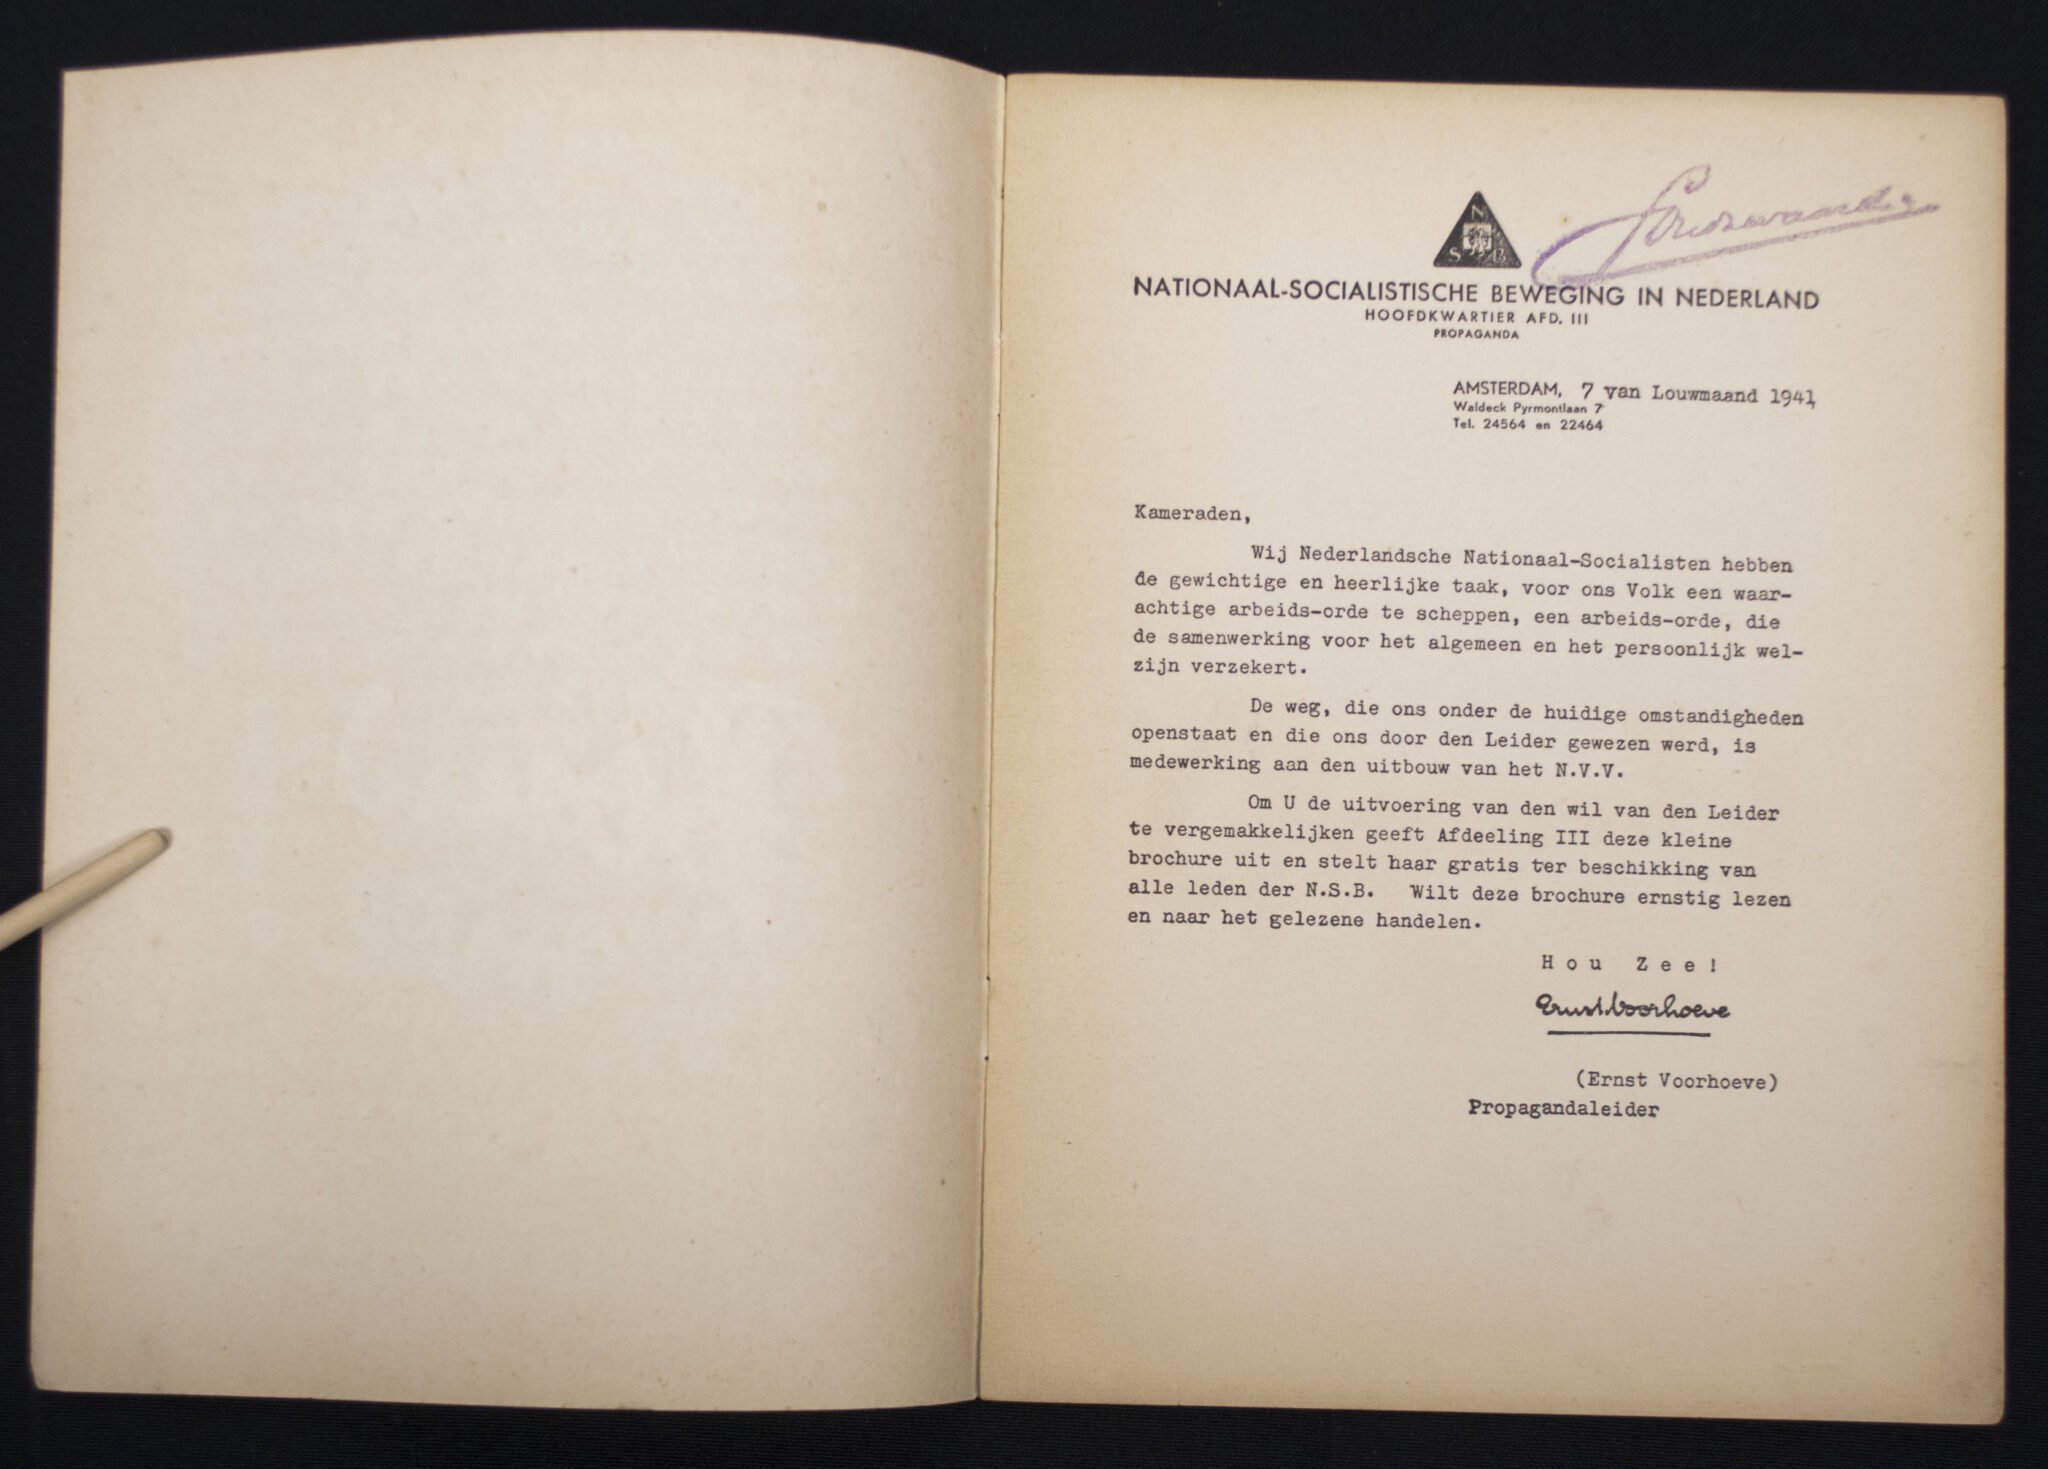 N
S B
NATIONAAL-SOCIALISTISCHE BEWEGING IN NEDERLAND
HOOFDKWARTIER AFD. III
PROPAGANDA
AMSTERDAM, 7 van Louwmaand 1941
Waldeck Pyrmontlaan 7
Tel. 24564 en 22464
Kameraden,
Wij Nederlandsche Nationaal-Socialisten hebben
de gewichtige en heerlijke taak, voor ons Volk een waar-
achtige arbeids-orde te scheppen, een arbeids-orde, die
de samenwerking voor het algemeen en het persoonlijk wel-
zijn verzekert.
De weg, die ons onder de huidige omstandigheden
openstaat en die ons door den Leider gewezen werd, is
medewerking aan den uitbouw van het N.V.V.
Om U de uitvoering van den wil van den Leider
te vergemakkelijken geeft Afdeeling III deze kleine
brochure uit en stelt haar gratis ter beschikking van
alle leden der N.S.B. Wilt deze brochure ernstig lezen
en naar het gelezene handelen.
Hou Zee!
Ernst Voorhoeve
(Ernst Voorhoeve)
Propagandaleider